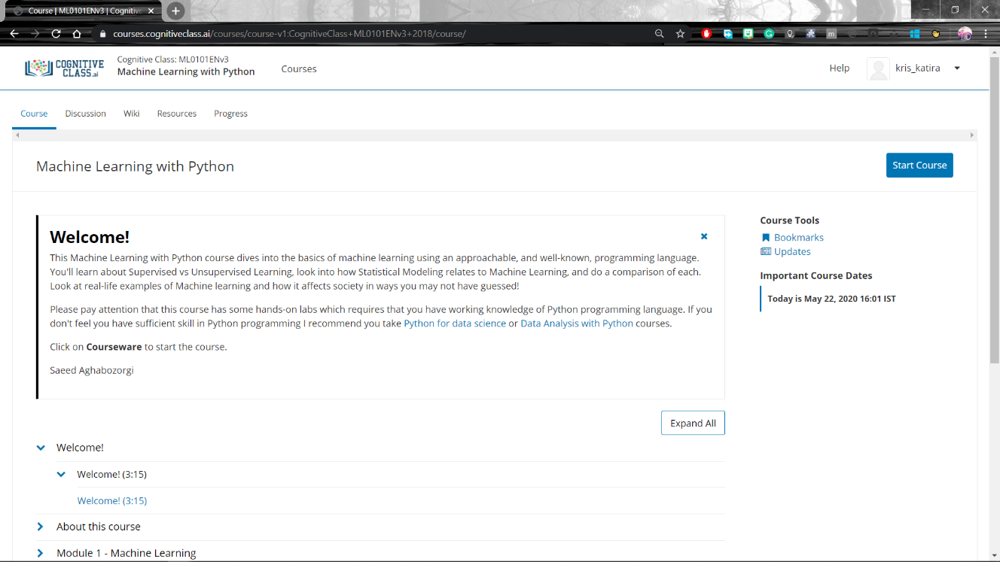 Course | ML0101ENv3 | Cognitiv
courses.cognitiveclass.ai/courses/course-v1:CognitiveClass+ML0101ENv3+2018/course/
COGNITIVE
CLASS.ai
Cognitive Class: ML0101ENv3
Machine Learning with Python
Courses
Help
kris_katira
Course
Discussion
Wiki
Resources
Progress
Machine Learning with Python
Start Course
Welcome!
This Machine Learning with Python course dives into the basics of machine learning using an approachable, and well-known, programming language.
You'll learn about Supervised vs Unsupervised Learning, look into how Statistical Modeling relates to Machine Learning, and do a comparison of each.
Look at real-life examples of Machine learning and how it affects society in ways you may not have guessed!
Please pay attention that this course has some hands-on labs which requires that you have working knowledge of Python programming language. If you
don't feel you have sufficient skill in Python programming I recommend you take Python for data science or Data Analysis with Python courses.
Click on Courseware to start the course.
Saeed Aghabozorgi
Course Tools
Bookmarks
Updates
Important Course Dates
Today is May 22, 2020 16:01 IST
Expand All
Welcome!
Welcome! (3:15)
Welcome! (3:15)
About this course
Module 1 - Machine Learning